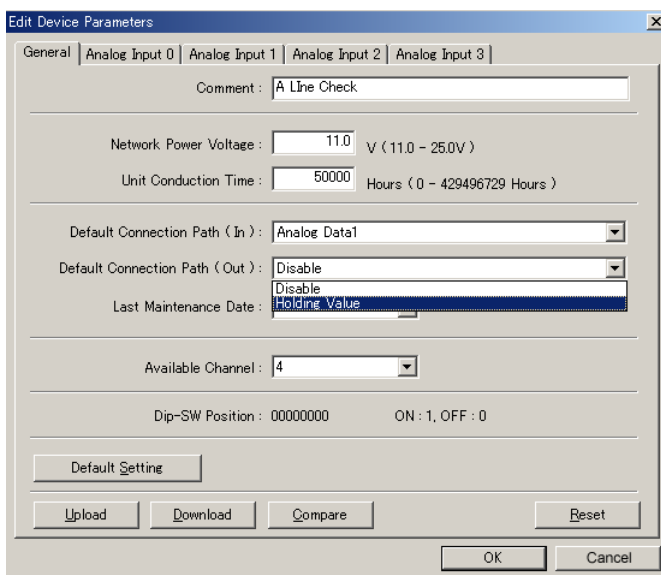 Edit Device Parameters
General Analog Input 0 Analog Input 1 Analog Input 2 Analog Input 3
Comment : A LIne Check
Network Power Voltage : 11.0 V ( 11.0 - 25.0V )
Unit Conduction Time : 50000 Hours ( 0 - 429496729 Hours )
Default Connection Path ( In ) : Analog Data1
Default Connection Path ( Out ) : Disable
Disable
Holding Value
Last Maintenance Date :
Available Channel : 4
Dip-SW Position : 00000000 ON : 1, OFF : 0
Default Setting
Upload Download Compare Reset
OK Cancel